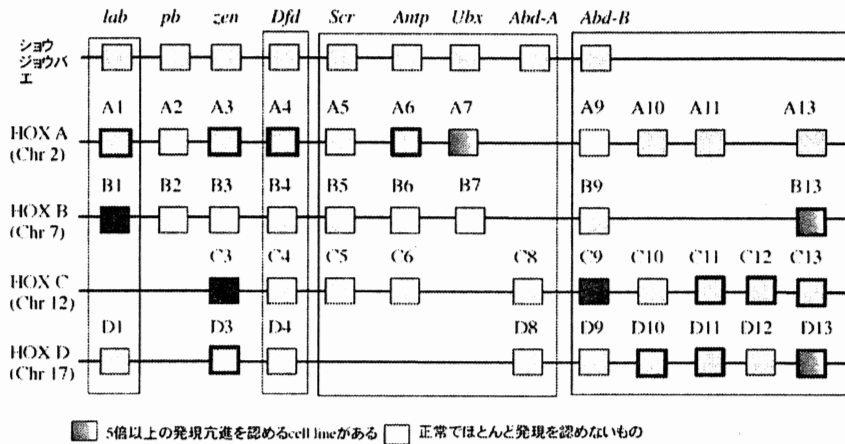 lab pb zen Dfd Scr Antp Ubx Abd-A Abd-B
ショウ
ジョウバ
エ
A1 A2 A3 A4 A5 A6 A7 A9 A10 A11 A13
HOX A
(Chr 2)
B1 B2 B3 B4 B5 B6 B7 B9 B13
HOX B
(Chr 7)
C3 C4 C5 C6 C8 C9 C10 C11 C12 C13
HOX C
(Chr 12)
D1 D3 D4 D8 D9 D10 D11 D12 D13
HOX D
(Chr 17)
5倍以上の発現亢進を認めるcell lineがある 正常でほとんど発現を認めないもの